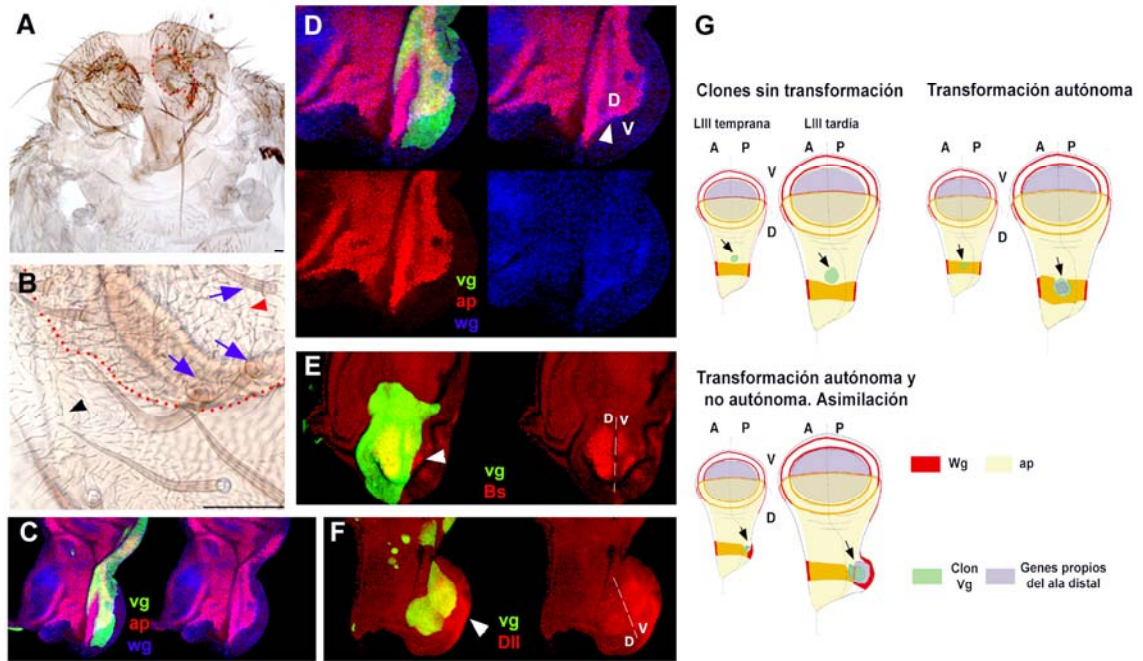 A
B
C
vg
ap
wg
D
D
V
vg
ap
wg
E
D V
vg
Bs
F
vg
Dll
V
D
G
Clones sin transformación
LIII temprana
LIII tardía
A P
A P
V
D
Transformación autónoma
A P
A P
V
D
Transformación autónoma y
no autónoma. Asimilación
A P
A P
V
D
Wg
ap
Clon
Vg
Genes propios
del ala distal